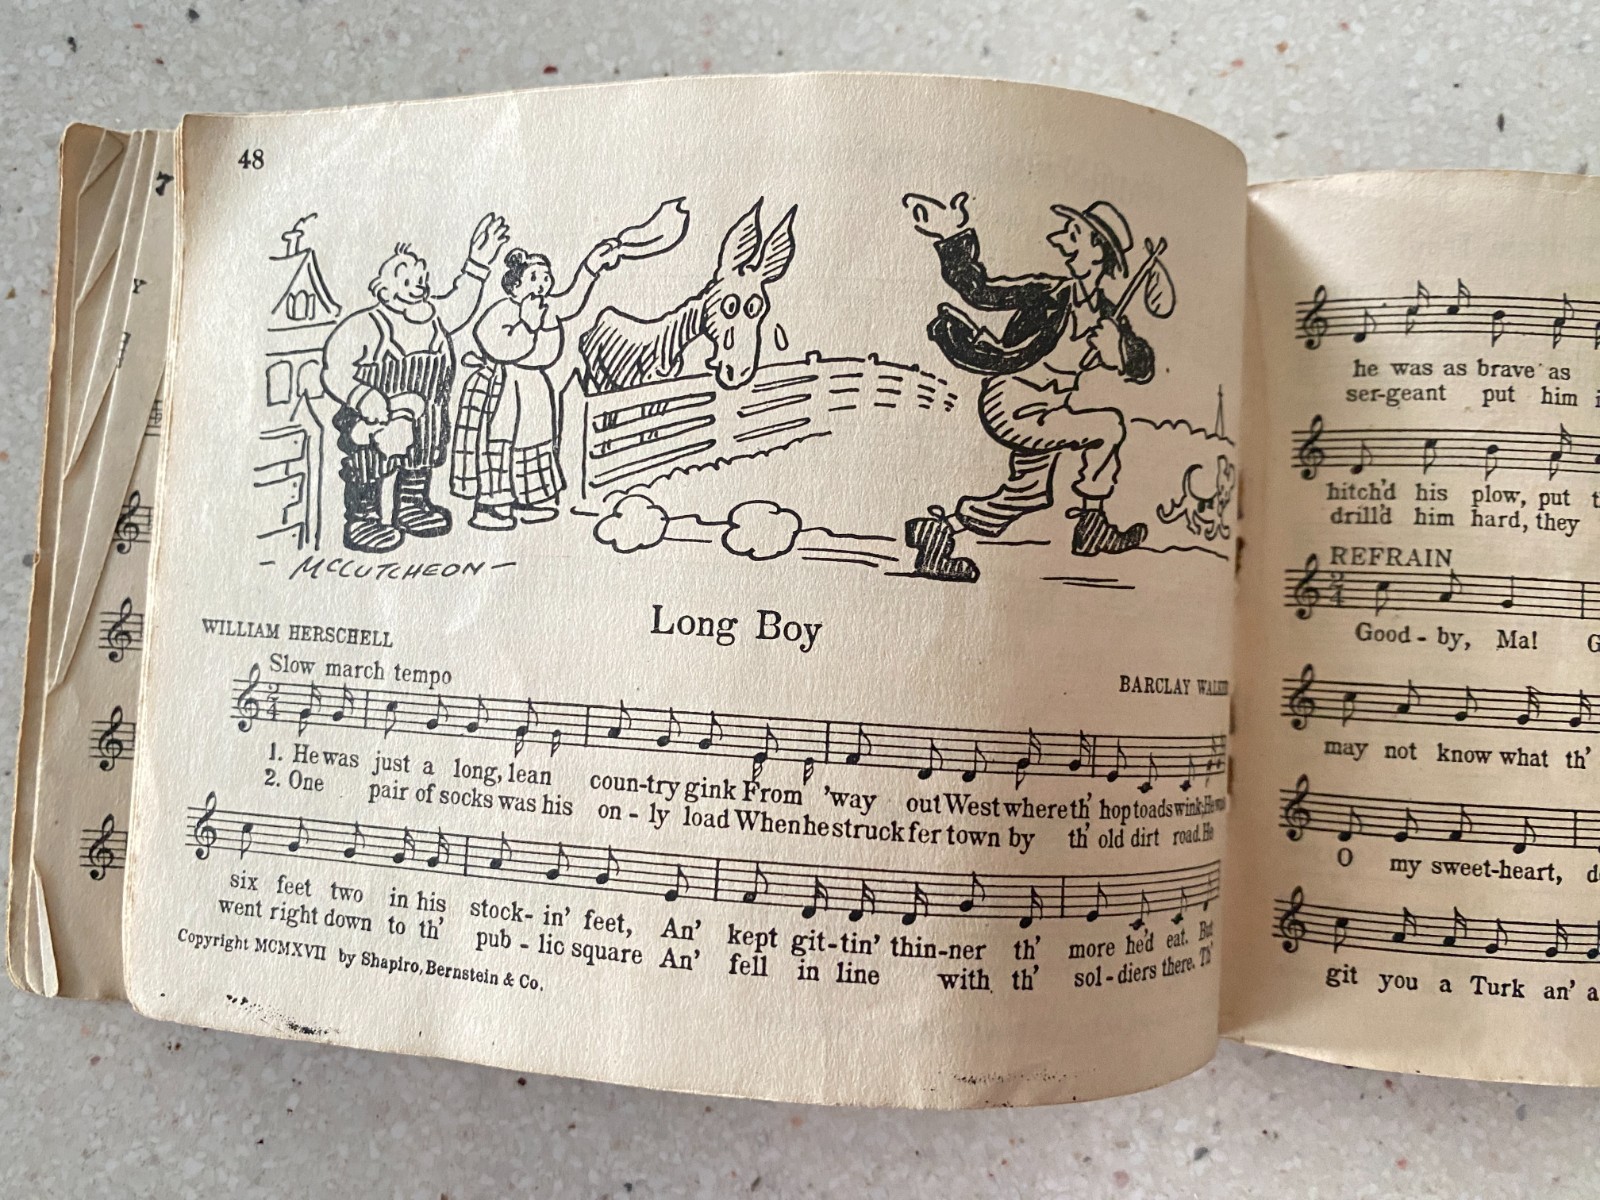 48
7
- McCUTCHEON -
Long Boy
WILLIAM HERSCHELL
BARCLAY
Slow march tempo
1. He was just a long, lean coun-try gink From 'way out West where th' hop toads wink; He was
2. One pair of socks was his on - ly load When he struck fer town by th' old dirt road. He
six feet two in his stock- in' feet, An' kept git-tin' thin-ner th' more he'd eat. But
went right down to th' pub - lic square An' fell in line with th' sol-diers there. Th'
Copyright MCMXVII by Shapiro, Bernstein & Co.
he was as brave as
ser-geant put him
hitch'd his plow, put
drill'd him hard, they
REFRAIN
Good - by, Ma!
may not know what th'
O my sweet-heart,
git you a Turk an' a